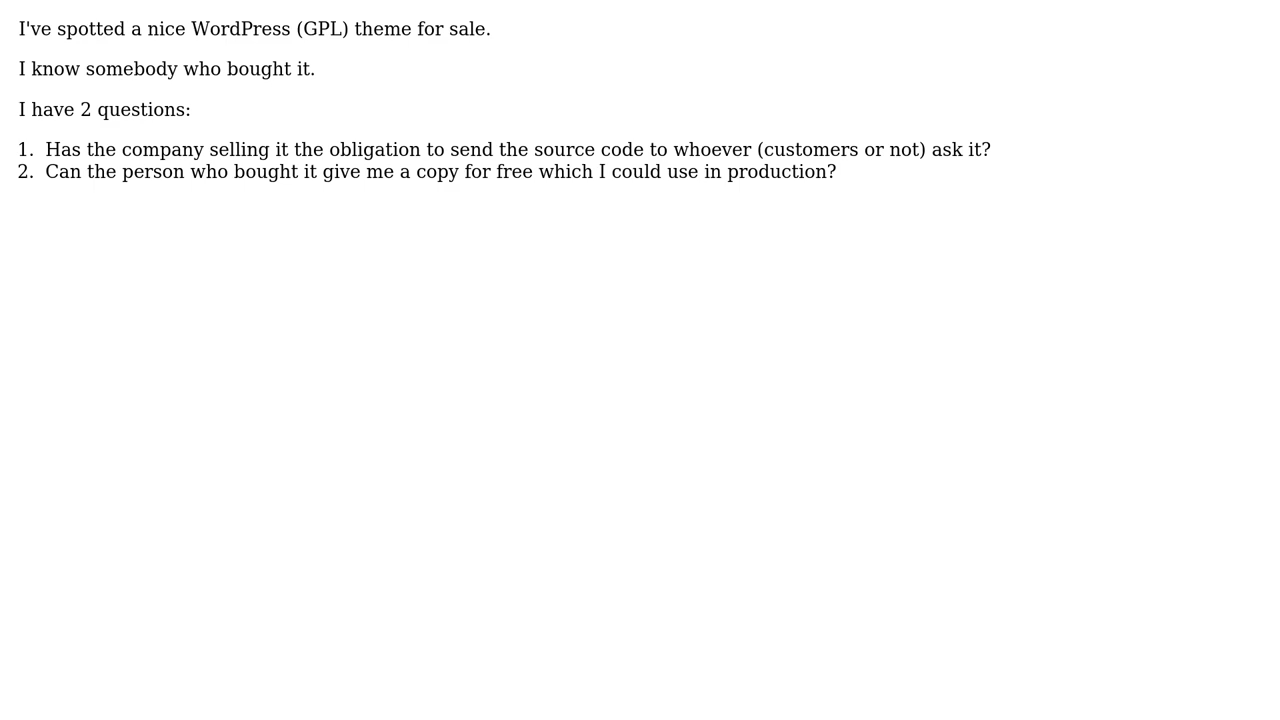 I've spotted a nice WordPress (GPL) theme for sale.
I know somebody who bought it.
I have 2 questions:
1. Has the company selling it the obligation to send the source code to whoever (customers or not) ask it?
2. Can the person who bought it give me a copy for free which I could use in production?